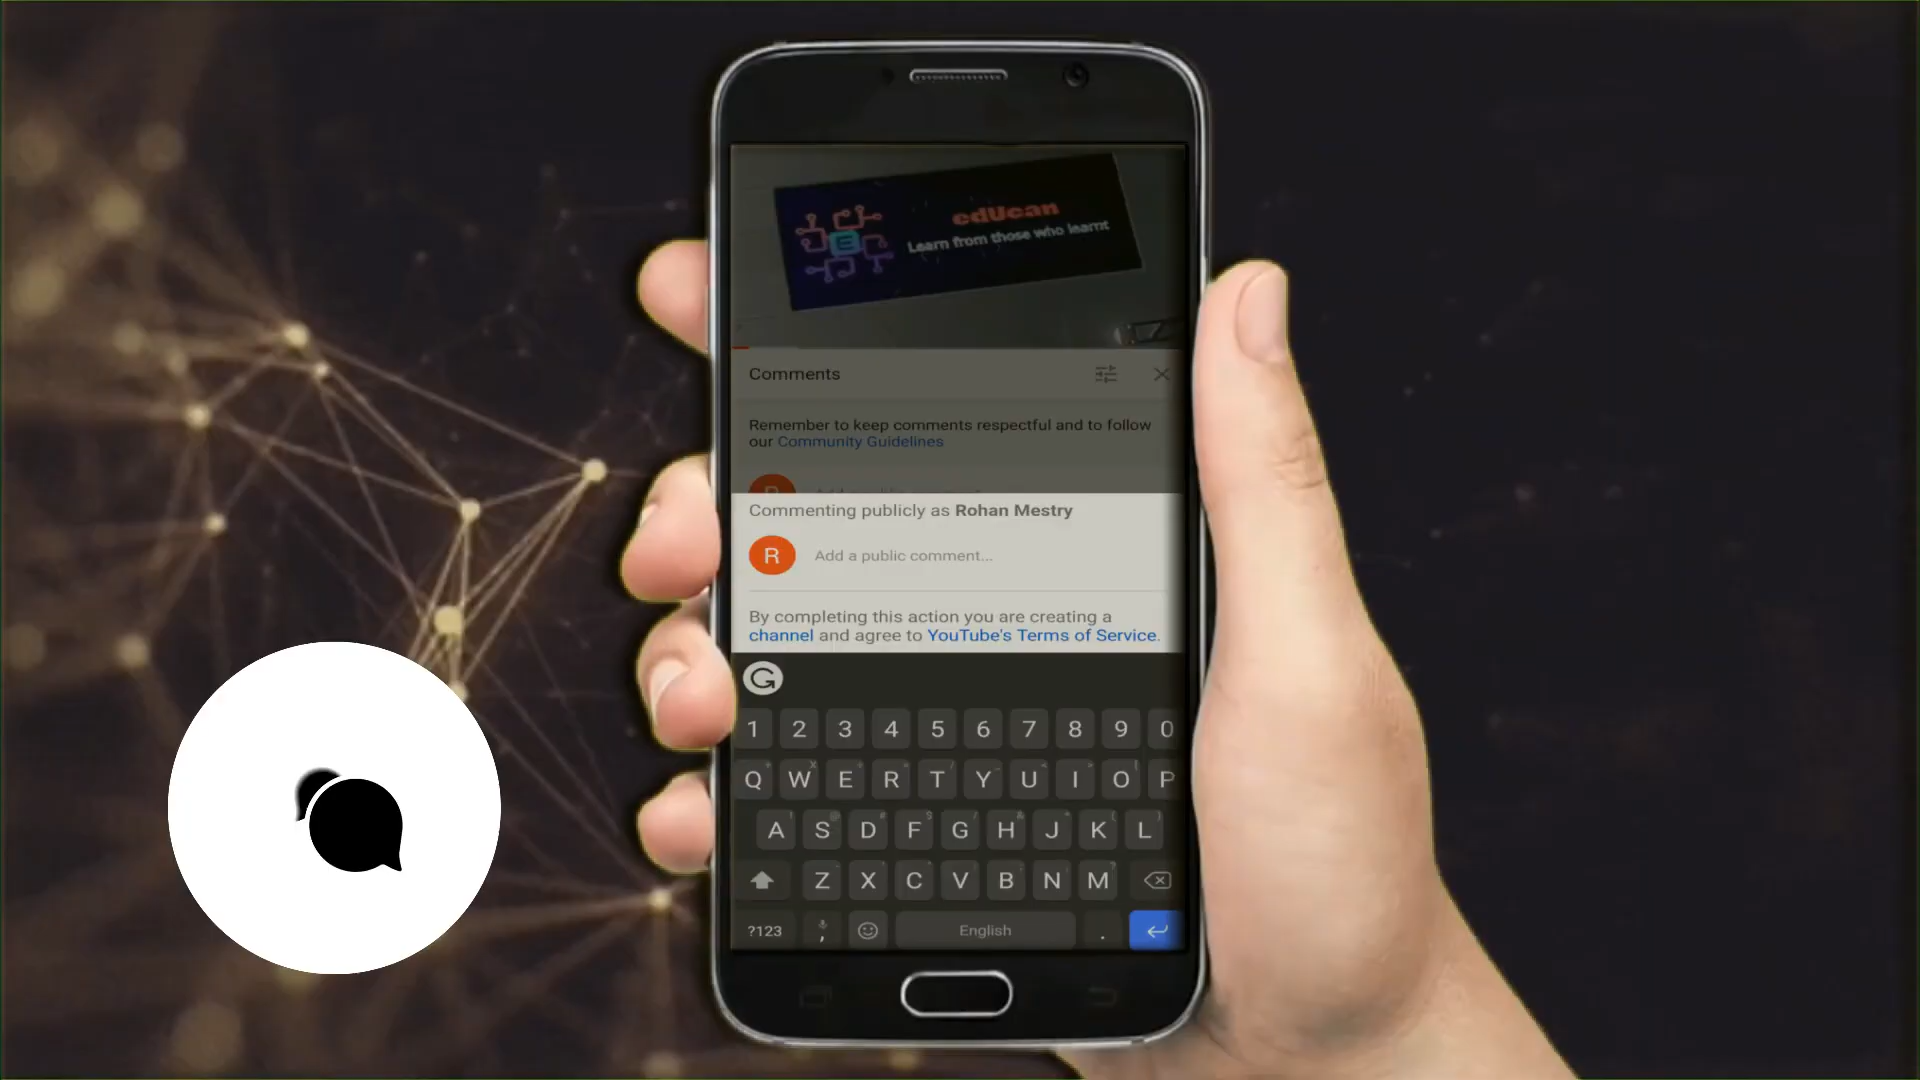 edUcan
Learn from those who learnt
Comments
Remember to keep comments respectful and to follow
our Community Guidelines
Commenting publicly as Rohan Mestry
R
Add a public comment...
By completing this action you are creating a
channel and agree to YouTube's Terms of Service.
1 2 3 4 5 6 7 8 9 0
Q W E R T Y U I O P
A S D F G H J K L
Z X C V B N M
?123 , English .